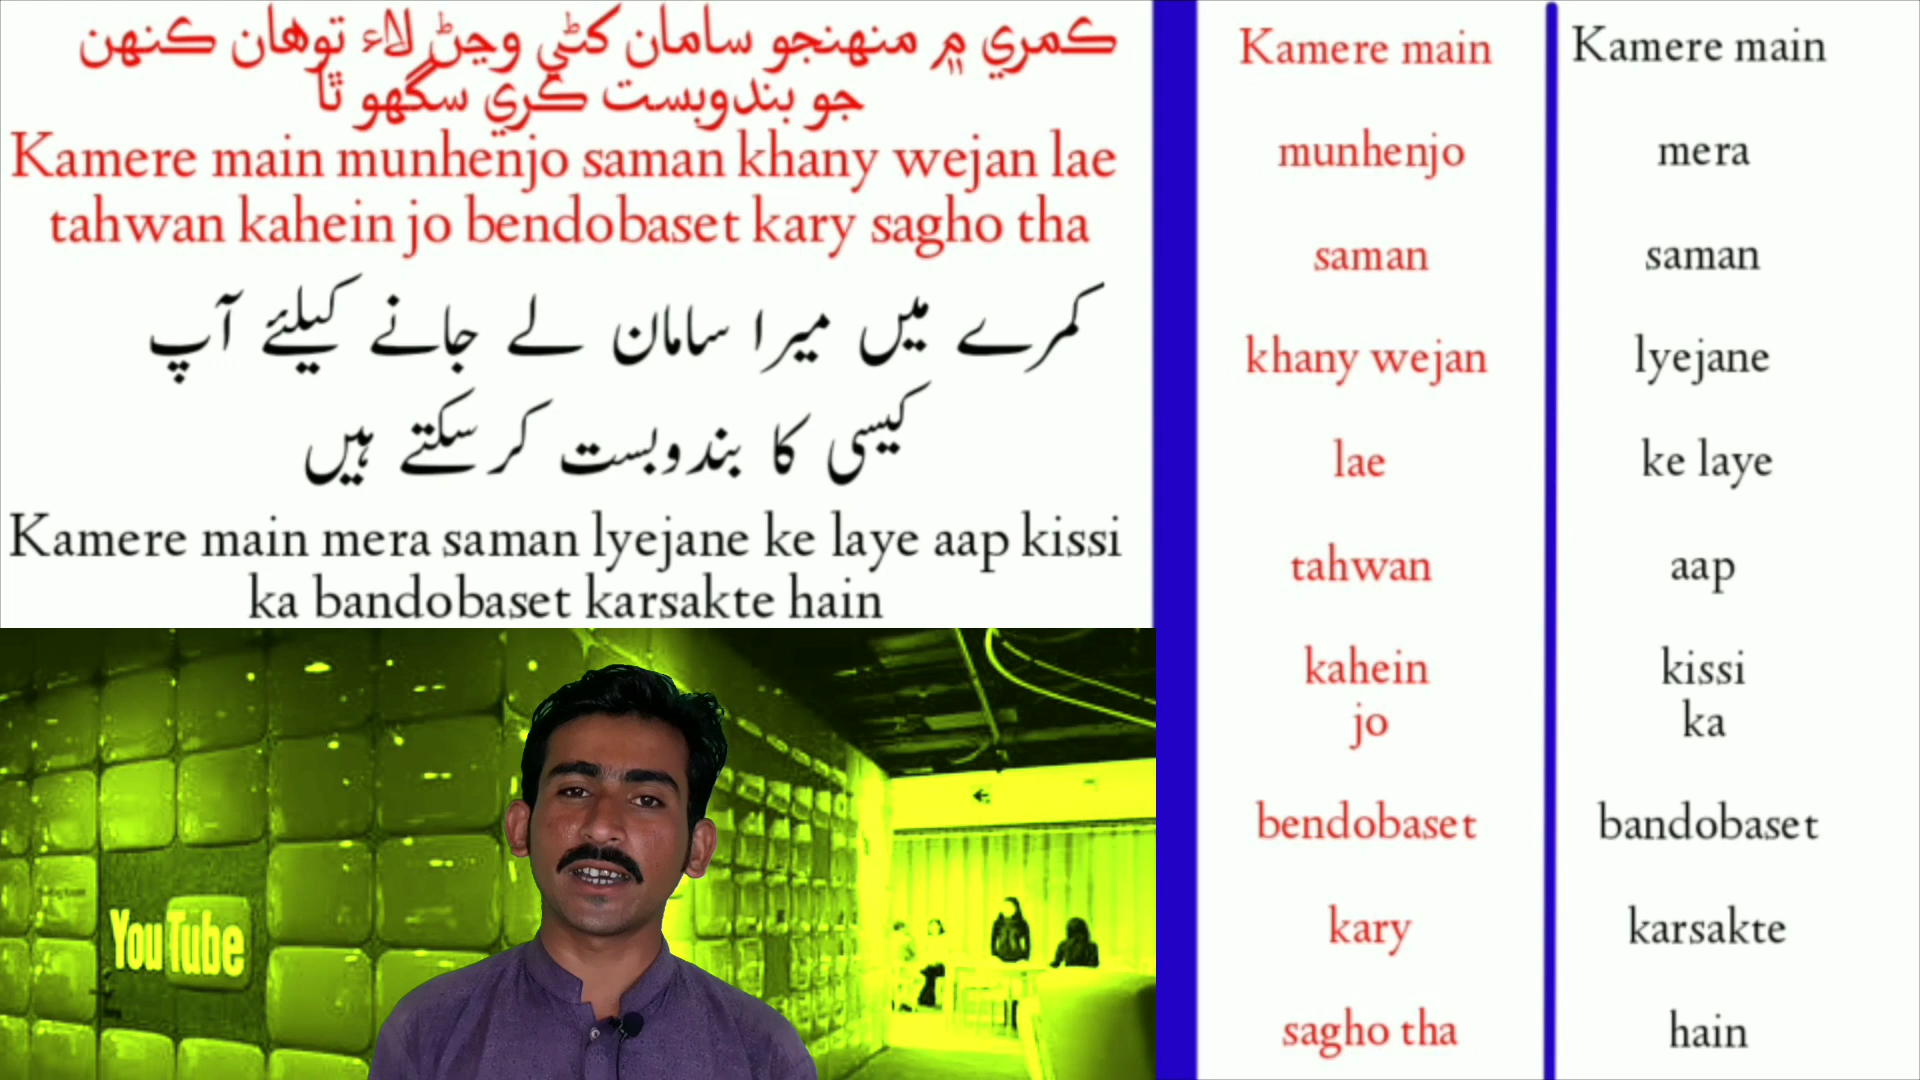 ڪمري ۾ منهنجو سامان کڻي وڃڻ لاءِ توهان ڪنهن
جو بندوبست ڪري سگهو ٿا
Kamere main munhenjo saman khany wejan lae
tahwan kahein jo bendobaset kary sagho tha
کمرے میں میرا سامان لے جانے کیلئے آپ
کیسی کا بندوبست کرسکتے ہیں
Kamere main mera saman lyejane ke laye aap kissi
ka bandobaset karsakte hain
YouTube
Kamere main
munhenjo
saman
khany wejan
lae
tahwan
kahein
jo
bendobaset
kary
sagho tha
Kamere main
mera
saman
lyejane
ke laye
aap
kissi
ka
bandobaset
karsakte
hain